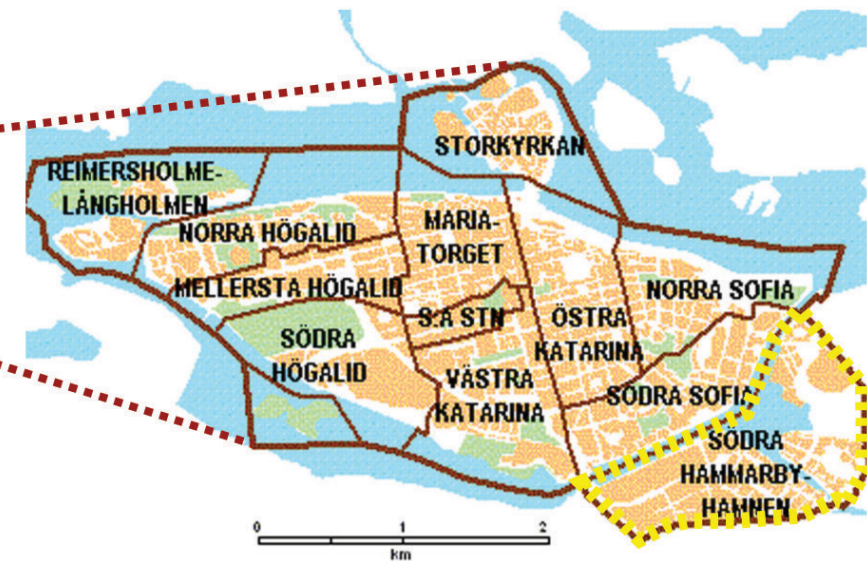 STORKYRKAN
REIMERSHOLME-
LÅNGHOLMEN
NORRA HÖGALID
MARIA-
TORGET
MELLERSTA HÖGALID
NORRA SOFIA
S:A STN
ÖSTRA
KATARINA
SÖDRA
HÖGALID
VÄSTRA
KATARINA
SÖDRA SOFIA
SÖDRA
HAMMARBY-
HAMNEN
0 1 2
km